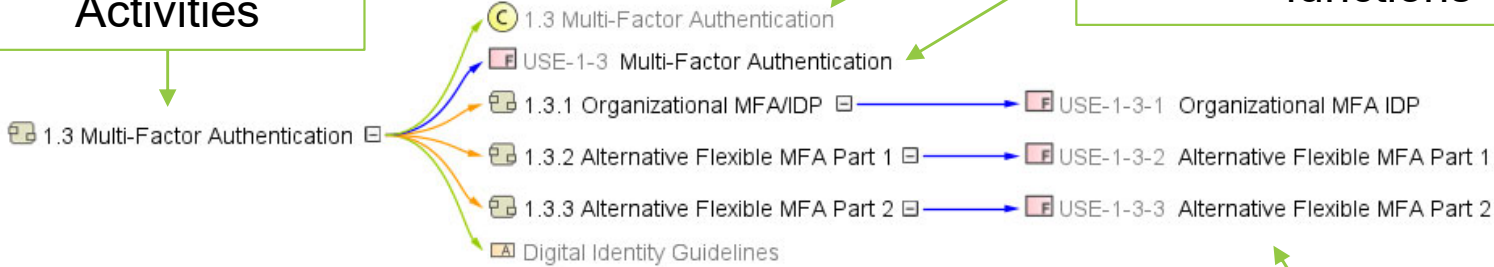 Activities
functions
C 1.3 Multi-Factor Authentication
F USE-1-3 Multi-Factor Authentication
1.3 Multi-Factor Authentication
1.3.1 Organizational MFA/IDP
F USE-1-3-1 Organizational MFA IDP
1.3.2 Alternative Flexible MFA Part 1
F USE-1-3-2 Alternative Flexible MFA Part 1
1.3.3 Alternative Flexible MFA Part 2
F USE-1-3-3 Alternative Flexible MFA Part 2
A Digital Identity Guidelines